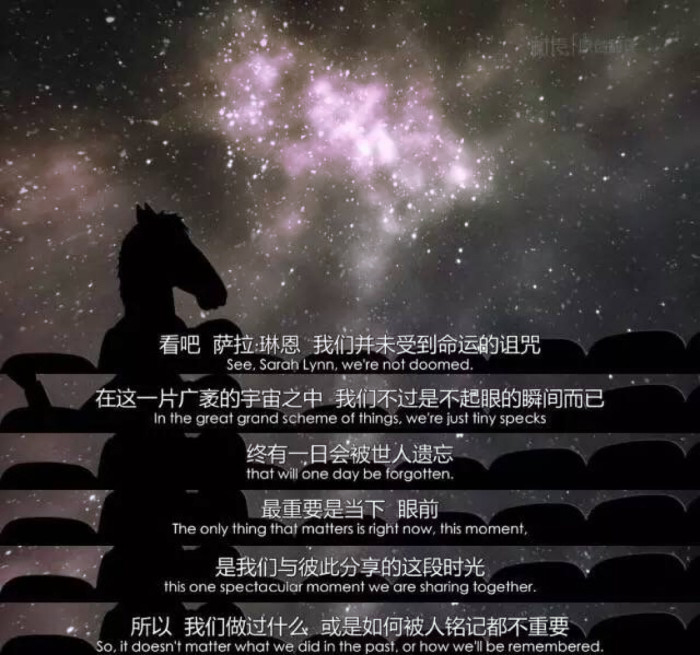 看吧 萨拉·琳恩 我们并未受到命运的诅咒
See, Sarah Lynn, we're not doomed.
在这一片广袤的宇宙之中 我们不过是不起眼的瞬间而已
In the great grand scheme of things, we're just tiny specks
终有一日会被世人遗忘
that will one day be forgotten.
最重要是当下 眼前
The only thing that matters is right now, this moment,
是我们与彼此分享的这段时光
this one spectacular moment we are sharing together.
所以 我们做过什么 或是如何被人铭记都不重要
So, it doesn't matter what we did in the past, or how we'll be remembered.